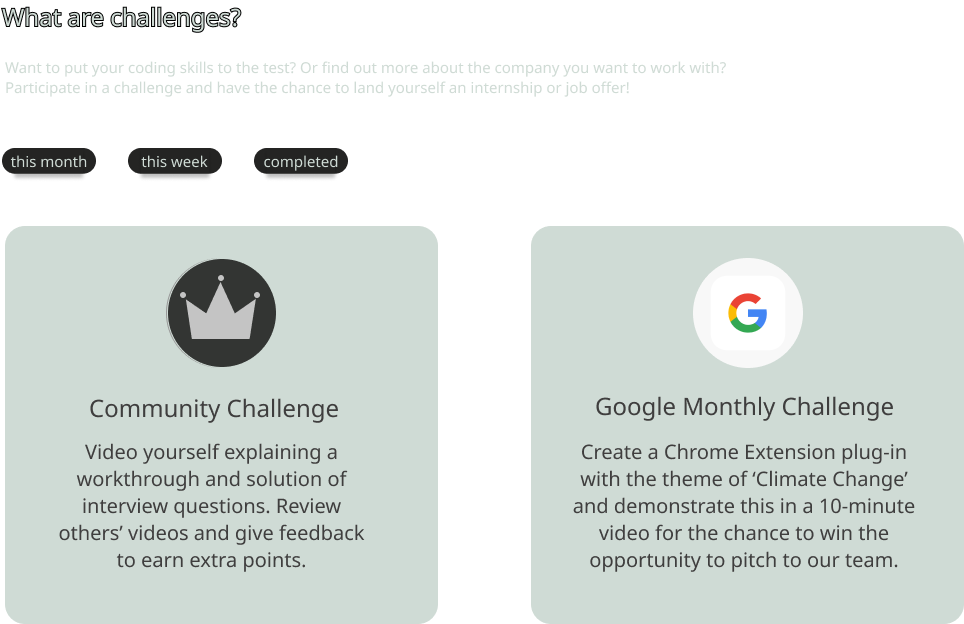 What are challenges?
Want to put your coding skills to the test? Or find out more about the company you want to work with?
Participate in a challenge and have the chance to land yourself an internship or job offer!
this month
this week
completed
Community Challenge
Video yourself explaining a
workthrough and solution of
interview questions. Review
others’ videos and give feedback
to earn extra points.
Google Monthly Challenge
Create a Chrome Extension plug-in
with the theme of ‘Climate Change’
and demonstrate this in a 10-minute
video for the chance to win the
opportunity to pitch to our team.